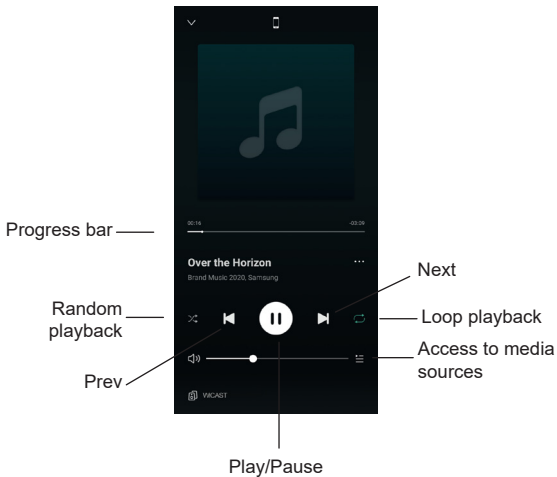 00:16
-03:09
Progress bar
Over the Horizon
...
Brand Music 2020, Samsung
Next
Random
playback
Loop playback
Access to media
sources
Prev
WiCAST
Play/Pause